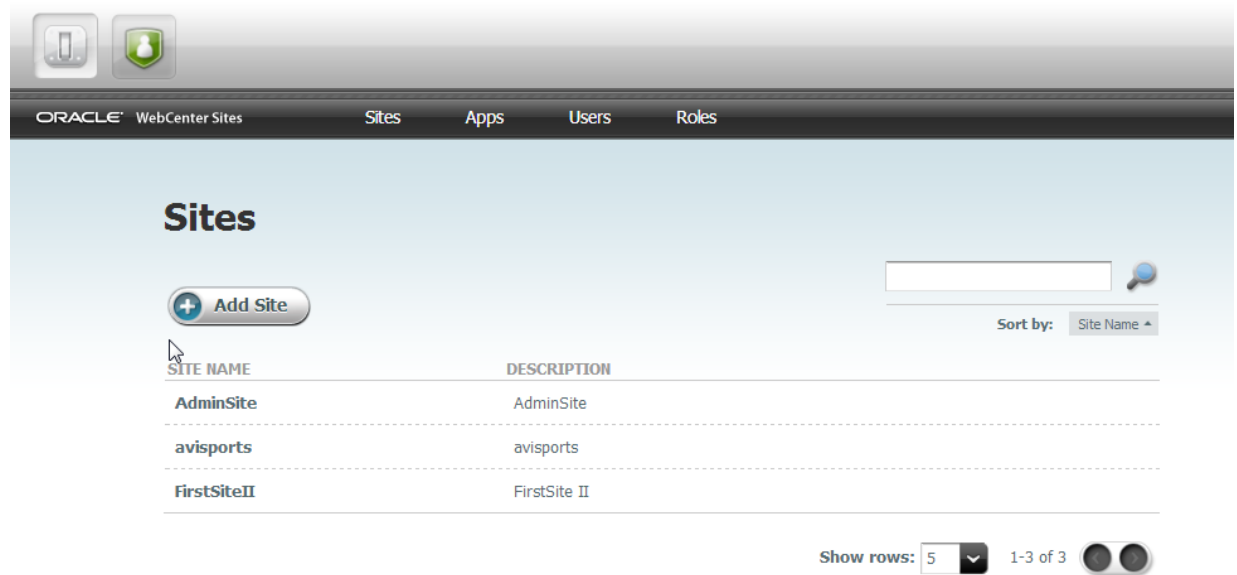 ORACLE WebCenter Sites Sites Apps Users Roles
Sites
Add Site
Sort by: Site Name
SITE NAME DESCRIPTION
AdminSite AdminSite
avisports avisports
FirstSiteII FirstSite II
Show rows: 5 1-3 of 3